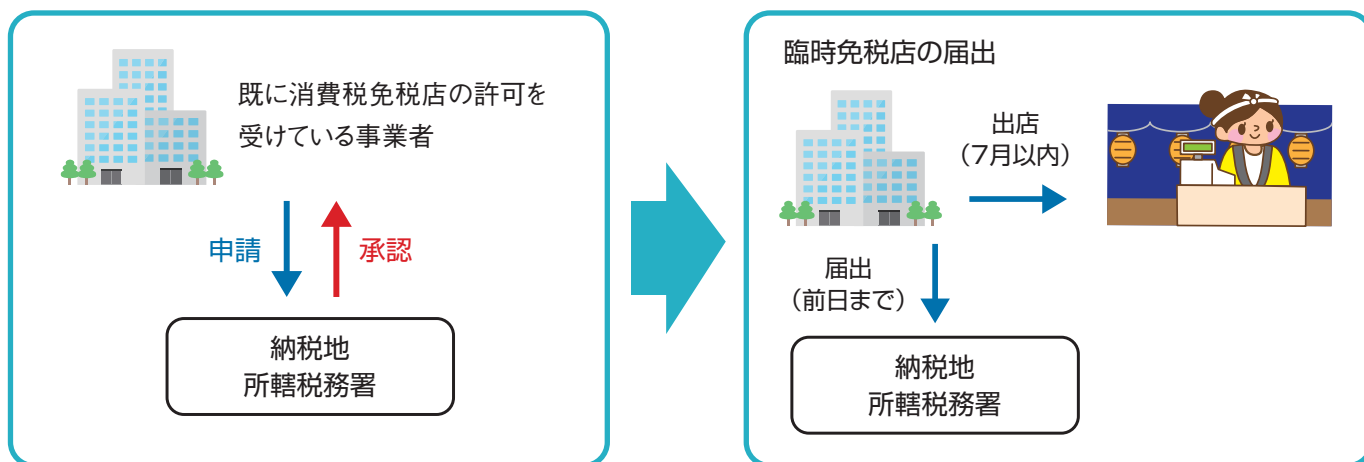 既に消費税免税店の許可を
受けている事業者
申請
承認
納税地
所轄税務署
臨時免税店の届出
出店
（7月以内）
届出
（前日まで）
納税地
所轄税務署